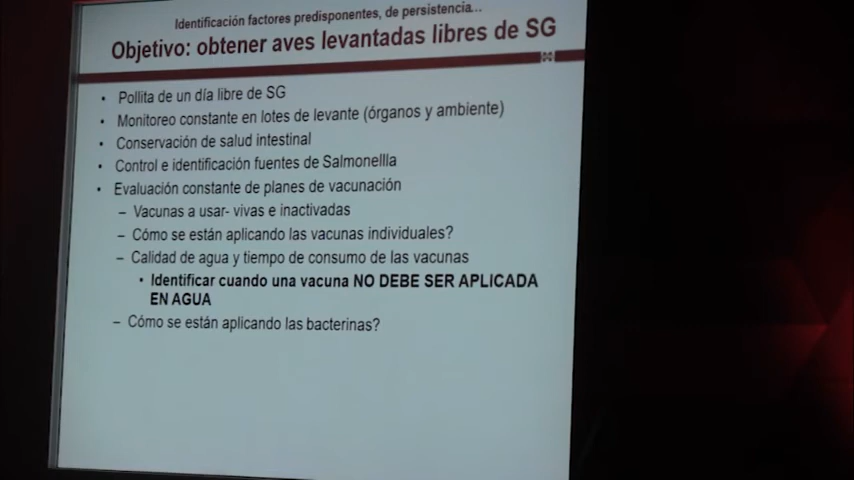 Identificación factores predisponentes, de persistencia...
Objetivo: obtener aves levantadas libres de SG
• Pollita de un día libre de SG
• Monitoreo constante en lotes de levante (órganos y ambiente)
• Conservación de salud intestinal
• Control e identificación fuentes de Salmonellla
• Evaluación constante de planes de vacunación
– Vacunas a usar- vivas e inactivadas
– Cómo se están aplicando las vacunas individuales?
– Calidad de agua y tiempo de consumo de las vacunas
• Identificar cuando una vacuna NO DEBE SER APLICADA
EN AGUA
– Cómo se están aplicando las bacterinas?